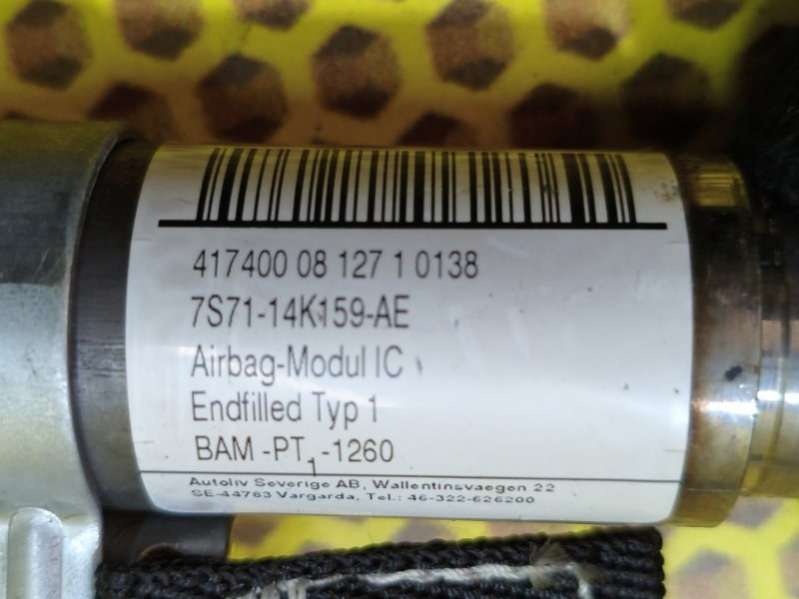 417400 08 127 1 0138
7S71-14K159-AE
Airbag-Modul IC
Endfilled Typ 1
BAM -PT1-1260
Autoliv Soverige AB, Wallentinsvaegen 22
SE-44783 Vargarda, Tel.: 46-322-626200